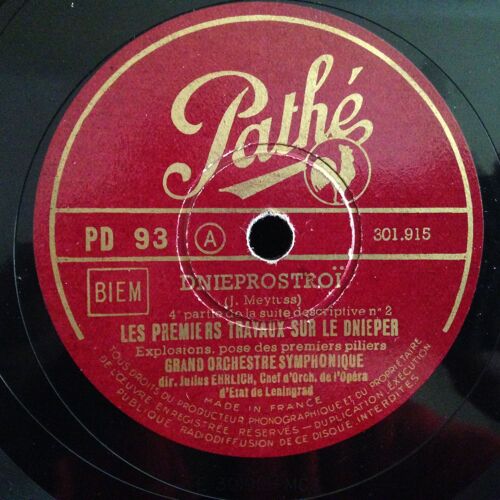 Pathé
PD 93 A 301.915
BIEM
DNIEPROSTROÏ
(J. Meytuss)
4e partie de la suite descriptive n° 2
LES PREMIERS TRAVAUX SUR LE DNIEPER
Explosions, pose des premiers piliers
GRAND ORCHESTRE SYMPHONIQUE
dir. Julius EHRLICH, Chef d'Orch. de l'Opéra
d'Etat de Leningrad
MADE IN FRANCE
TOUS DROITS DU PRODUCTEUR PHONOGRAPHIQUE ET DU PROPRIÉTAIRE
DE L'ŒUVRE ENREGISTRÉE RÉSERVÉS – DUPLICATION EXÉCUTION
PUBLIQUE RADIODIFFUSION DE CE DISQUE INTERDITES